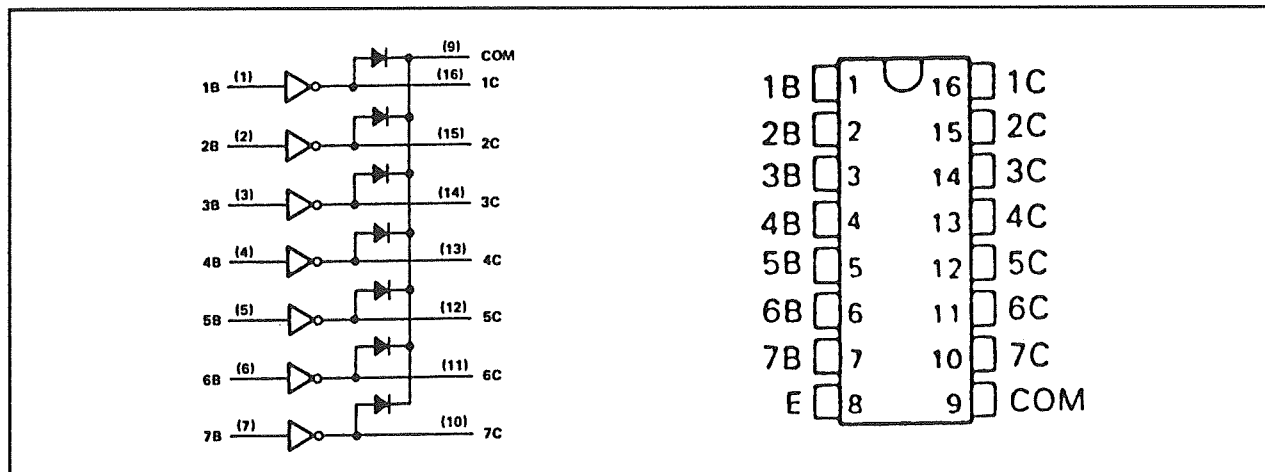 (9) COM
1B (1) (16) 1C
2B (2) (15) 2C
3B (3) (14) 3C
4B (4) (13) 4C
5B (5) (12) 5C
6B (6) (11) 6C
7B (7) (10) 7C
1B 1 16 1C
2B 2 15 2C
3B 3 14 3C
4B 4 13 4C
5B 5 12 5C
6B 6 11 6C
7B 7 10 7C
E 8 9 COM